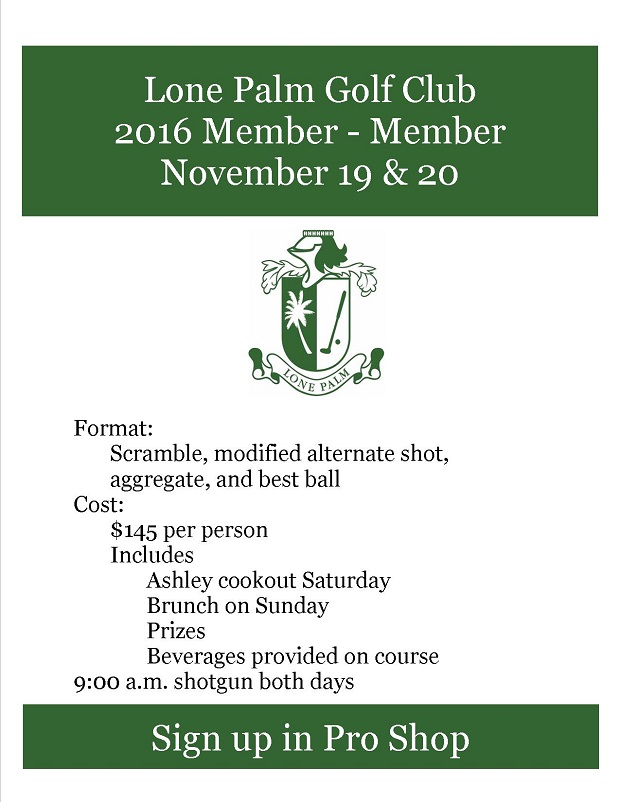 Lone Palm Golf Club
2016 Member - Member
November 19 & 20
LONE PALM
Format:
Scramble, modified alternate shot,
aggregate, and best ball
Cost:
$145 per person
Includes
Ashley cookout Saturday
Brunch on Sunday
Prizes
Beverages provided on course
9:00 a.m. shotgun both days
Sign up in Pro Shop